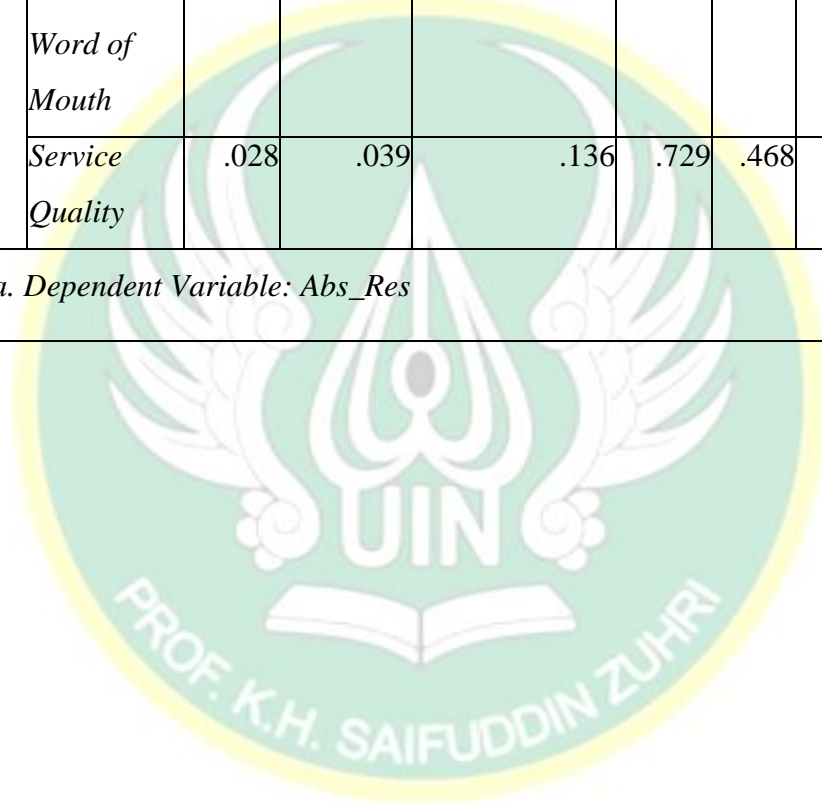 Word of
Mouth
Service .028 .039 .136 .729 .468
Quality
a. Dependent Variable: Abs_Res
UIN
PROF. K.H. SAIFUDDIN ZUHRI